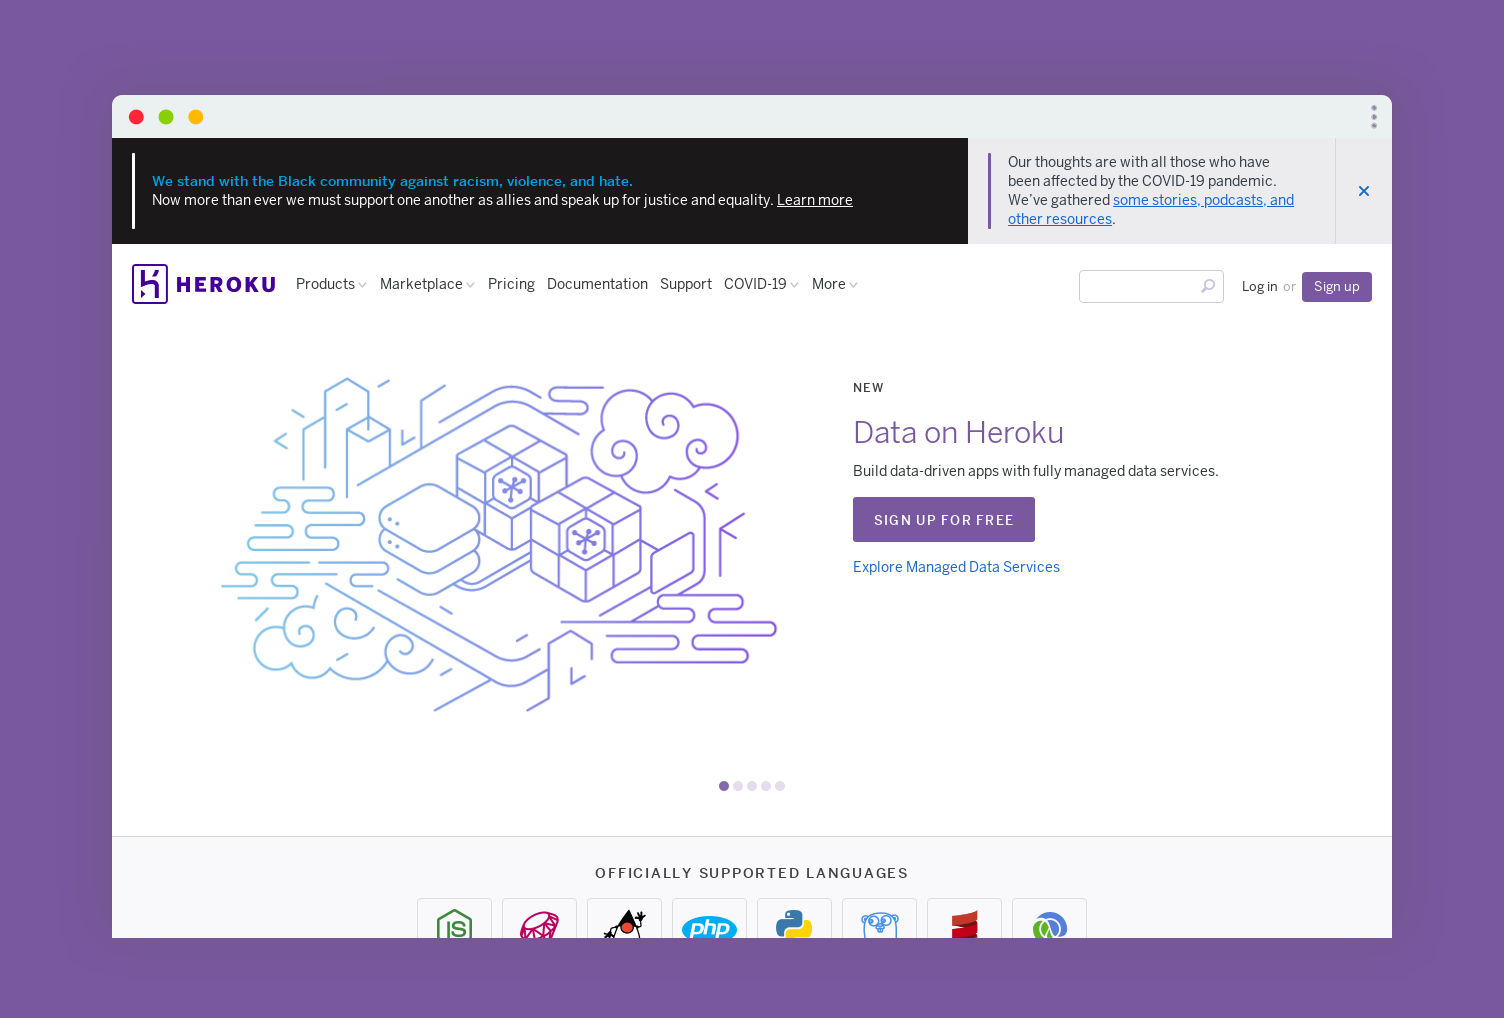 We stand with the Black community against racism, violence, and hate.
Now more than ever we must support one another as allies and speak up for justice and equality. Learn more
Our thoughts are with all those who have
been affected by the COVID-19 pandemic.
We've gathered some stories, podcasts, and
other resources.
HEROKU
Products Marketplace Pricing Documentation Support COVID-19 More
Log in or Sign up
NEW
Data on Heroku
Build data-driven apps with fully managed data services.
SIGN UP FOR FREE
Explore Managed Data Services
OFFICIALLY SUPPORTED LANGUAGES
JS
php